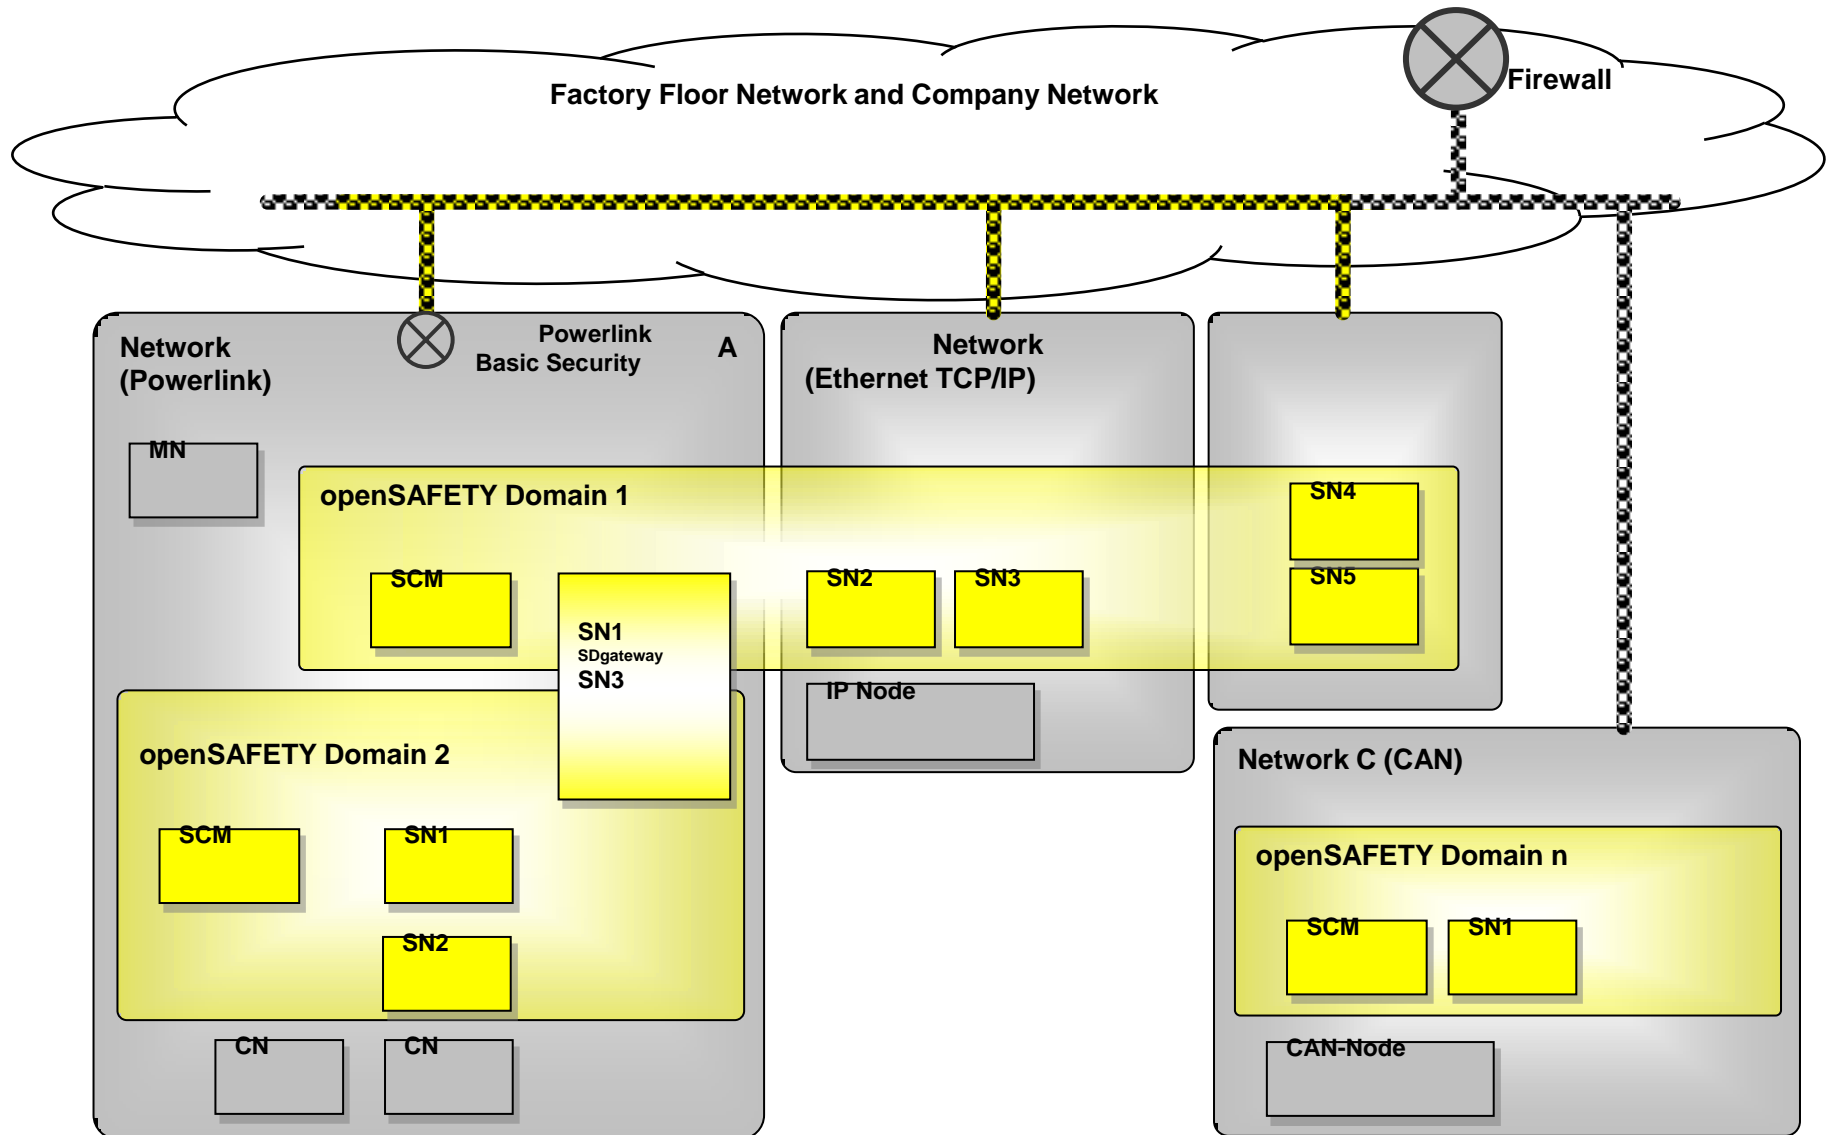 Factory Floor Network and Company Network
Firewall
Network
(Powerlink)
Powerlink
Basic Security
A
Network
(Ethernet TCP/IP)
MN
openSAFETY Domain 1
SN4
SCM
SN1
SDgateway
SN3
SN2
SN3
SN5
IP Node
openSAFETY Domain 2
Network C (CAN)
SCM
SN1
openSAFETY Domain n
SN2
SCM
SN1
CN
CN
CAN-Node